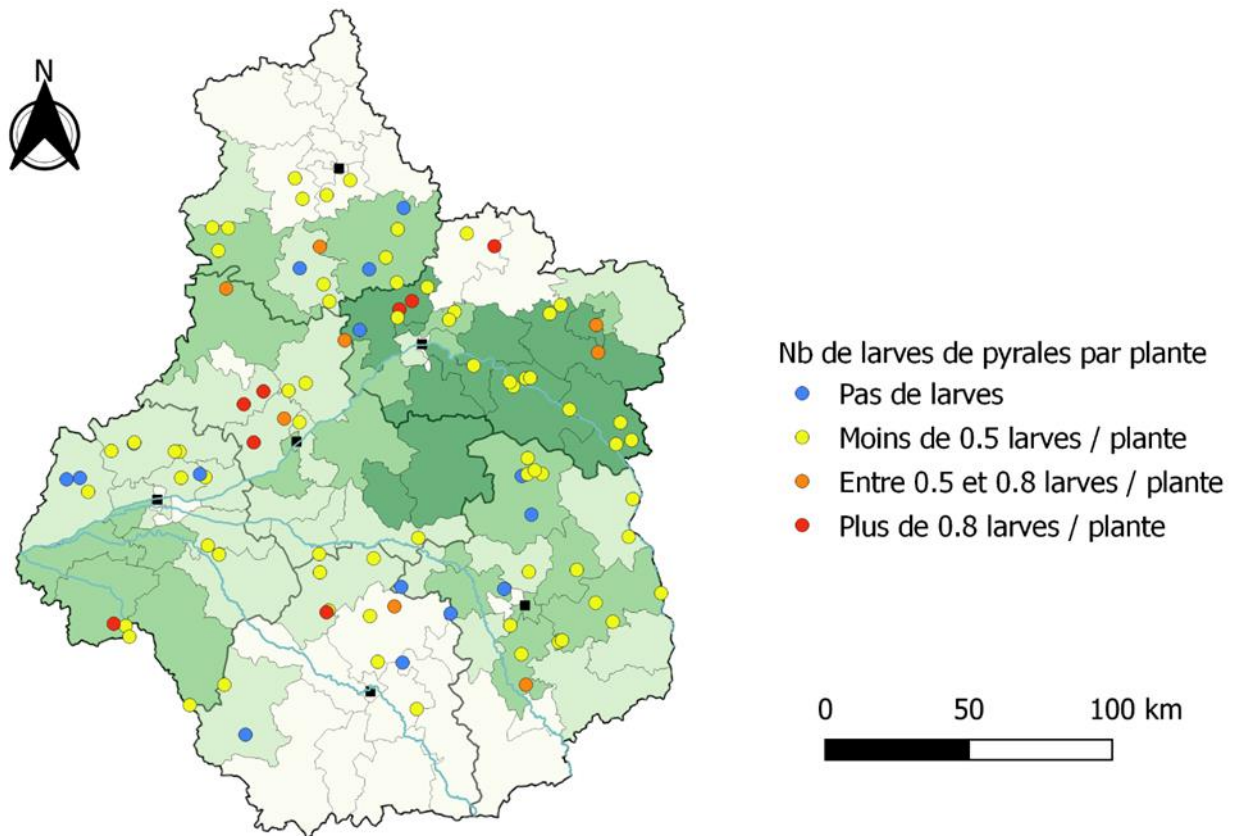 N
Nb de larves de pyrales par plante
Pas de larves
Moins de 0.5 larves / plante
Entre 0.5 et 0.8 larves / plante
Plus de 0.8 larves / plante
0 50 100 km